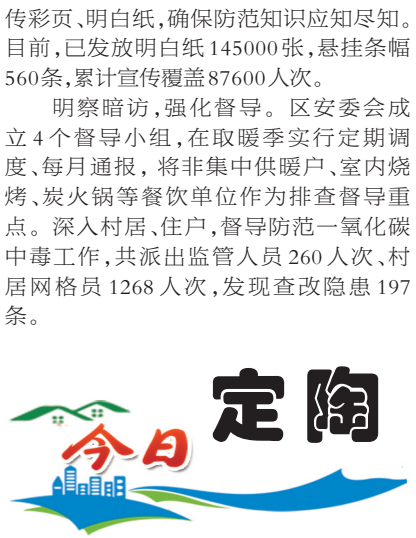 传彩页、明白纸,确保防范知识应知尽知。
目前,已发放明白纸145000张,悬挂条幅
560条,累计宣传覆盖87600人次。
明察暗访,强化督导。区安委会成
立4个督导小组,在取暖季实行定期调
度、每月通报,将非集中供暖户、室内烧
烤、炭火锅等餐饮单位作为排查督导重
点。深入村居、住户,督导防范一氧化碳
中毒工作,共派出监管人员260人次、村
居网格员1268人次,发现查改隐患197
条。
今日 定陶